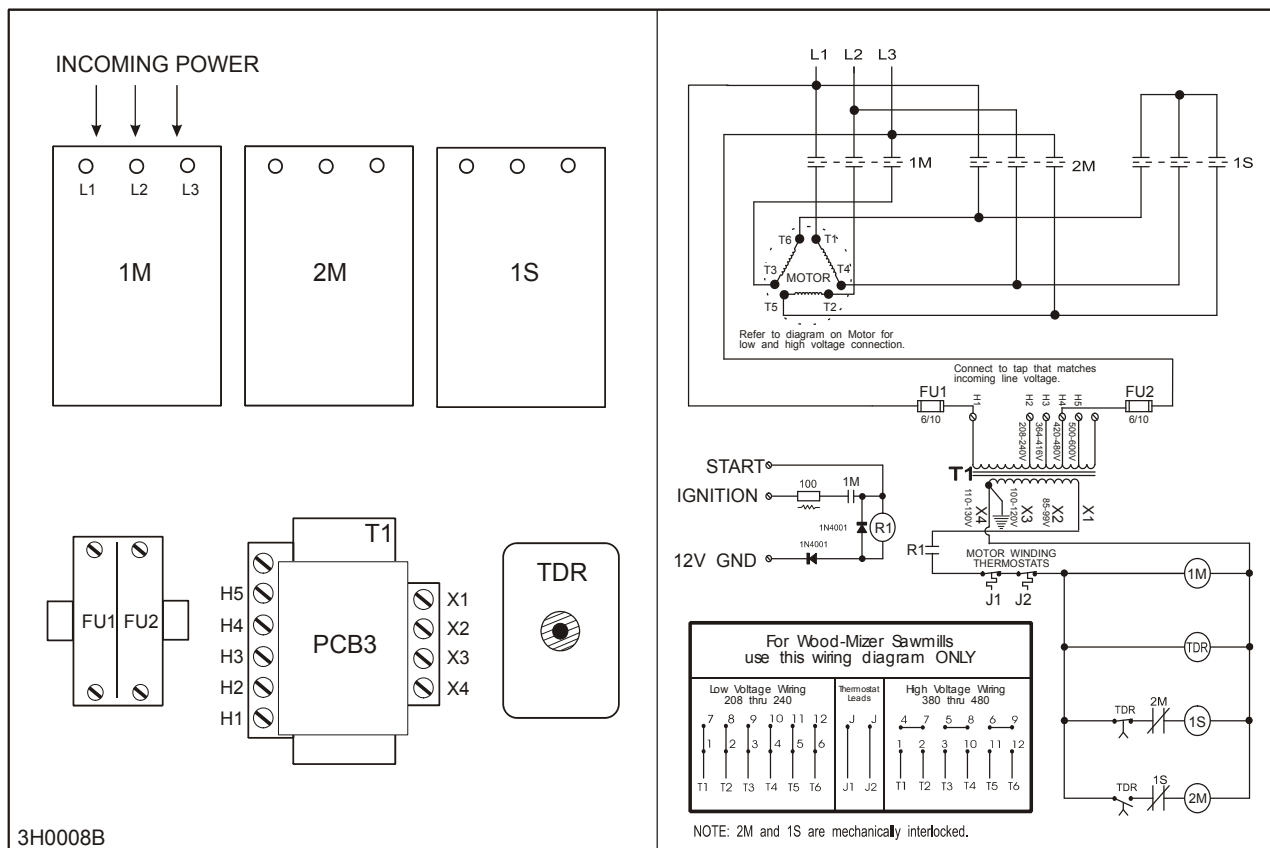 INCOMING POWER
L1 L2 L3
1M 2M 1S
T1
FU1 FU2
H5
H4
H3
H2
H1
PCB3
X1
X2
X3
X4
TDR
3H0008B
L1 L2 L3
1M 2M 1S
T6 T1
T3 MOTOR T4
T5 T2
Refer to diagram on Motor for
low and high voltage connection.
Connect to tap that matches
incoming line voltage.
FU1 FU2
6/10 6/10
H1 H2 H3 H4 H5
208-240V
364-416V
420-480V
500-600V
T1
X4 X3 X2 X1
110-130V
100-120V
85-99V
START
IGNITION 100 1M
1N4001 R1
1N4001
12V GND
R1
MOTOR WINDING
THERMOSTATS
J1 J2
1M
TDR
TDR 2M 1S
TDR 1S 2M
For Wood-Mizer Sawmills
use this wiring diagram ONLY
Low Voltage Wiring
208 thru 240
7 8 9 10 11 12
1 2 3 4 5 6
T1 T2 T3 T4 T5 T6
Thermostat
Leads
J J
J1 J2
High Voltage Wiring
380 thru 480
4 7 5 8 6 9
1 2 3 10 11 12
T1 T2 T3 T4 T5 T6
NOTE: 2M and 1S are mechanically interlocked.